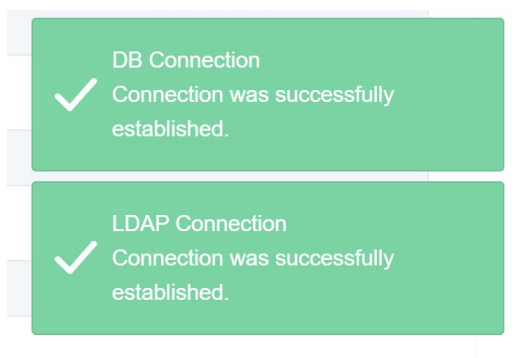 DB Connection
Connection was successfully
established.
LDAP Connection
Connection was successfully
established.